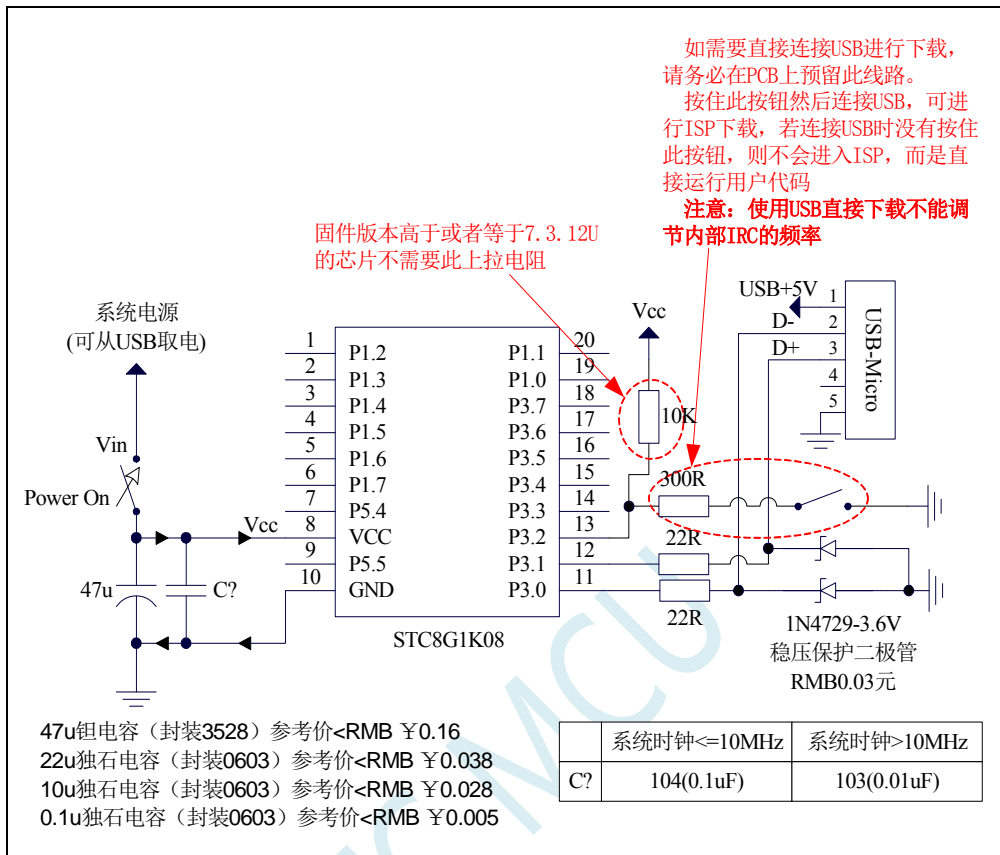 如需要直接连接USB进行下载，
请务必在PCB上预留此线路。
按住此按钮然后连接USB，可进
行ISP下载，若连接USB时没有按住
此按钮，则不会进入ISP，而是直
接运行用户代码
注意：使用USB直接下载不能调
节内部IRC的频率
固件版本高于或者等于7.3.12U
的芯片不需要此上拉电阻
系统电源
(可从USB取电)
Vin
Power On
Vcc
47u
C?
1 P1.2
2 P1.3
3 P1.4
4 P1.5
5 P1.6
6 P1.7
7 P5.4
8 VCC
9 P5.5
10 GND
P1.1 20
P1.0 19
P3.7 18
P3.6 17
P3.5 16
P3.4 15
P3.3 14
P3.2 13
P3.1 12
P3.0 11
STC8G1K08
Vcc
10K
300R
22R
22R
USB+5V
D-
D+
1
2
3
4
5
USB-Micro
1N4729-3.6V
稳压保护二极管
RMB0.03元
47u钽电容（封装3528）参考价<RMB ￥0.16
22u独石电容（封装0603）参考价<RMB ￥0.038
10u独石电容（封装0603）参考价<RMB ￥0.028
0.1u独石电容（封装0603）参考价<RMB ￥0.005
系统时钟<=10MHz 系统时钟>10MHz
C? 104(0.1uF) 103(0.01uF)
MCU